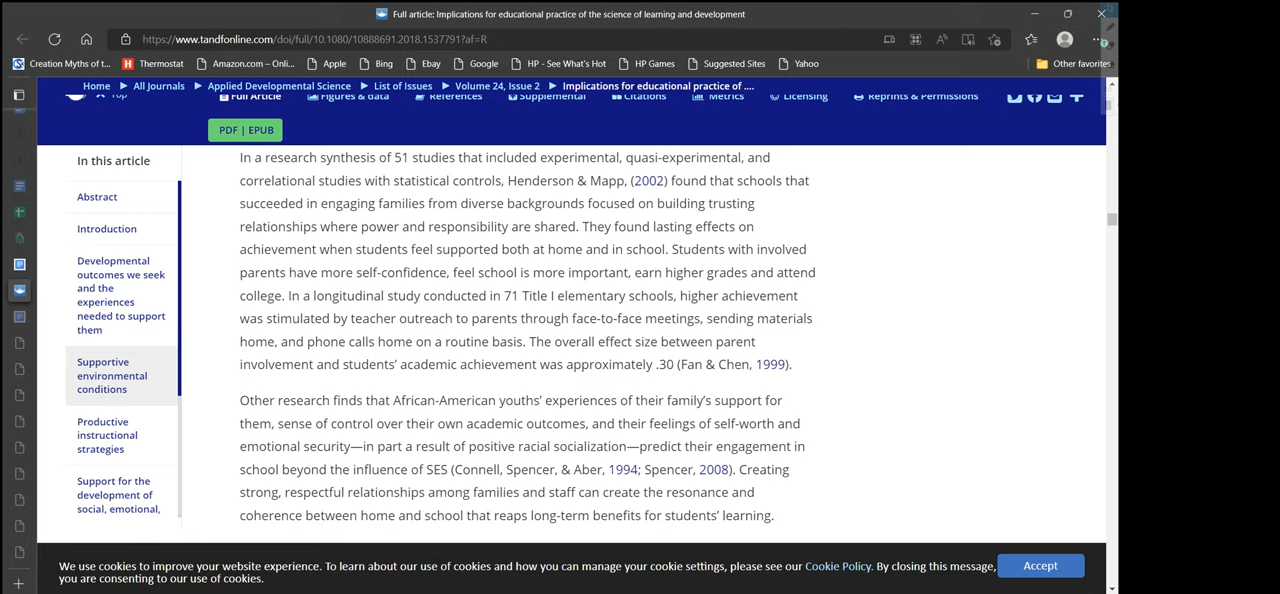 Full article: Implications for educational practice of the science of learning and development
https://www.tandfonline.com/doi/full/10.1080/10888691.2018.1537791?af=R
Creation Myths of t...
Thermostat
Amazon.com – Onli...
Apple
Bing
Ebay
Google
HP - See What's Hot
HP Games
Suggested Sites
Yahoo
Other favorites
Home ▶ All Journals ▶ Applied Developmental Science ▶ List of Issues ▶ Volume 24, Issue 2 ▶ Implications for educational practice of ....
Top
Full Article
Figures & data
References
Supplemental
Citations
Metrics
Licensing
Reprints & Permissions
PDF | EPUB
In this article
Abstract
Introduction
Developmental
outcomes we seek
and the
experiences
needed to support
them
Supportive
environmental
conditions
Productive
instructional
strategies
Support for the
development of
social, emotional,
In a research synthesis of 51 studies that included experimental, quasi-experimental, and
correlational studies with statistical controls, Henderson & Mapp, (2002) found that schools that
succeeded in engaging families from diverse backgrounds focused on building trusting
relationships where power and responsibility are shared. They found lasting effects on
achievement when students feel supported both at home and in school. Students with involved
parents have more self-confidence, feel school is more important, earn higher grades and attend
college. In a longitudinal study conducted in 71 Title I elementary schools, higher achievement
was stimulated by teacher outreach to parents through face-to-face meetings, sending materials
home, and phone calls home on a routine basis. The overall effect size between parent
involvement and students' academic achievement was approximately .30 (Fan & Chen, 1999).
Other research finds that African-American youths' experiences of their family's support for
them, sense of control over their own academic outcomes, and their feelings of self-worth and
emotional security—in part a result of positive racial socialization—predict their engagement in
school beyond the influence of SES (Connell, Spencer, & Aber, 1994; Spencer, 2008). Creating
strong, respectful relationships among families and staff can create the resonance and
coherence between home and school that reaps long-term benefits for students' learning.
We use cookies to improve your website experience. To learn about our use of cookies and how you can manage your cookie settings, please see our Cookie Policy. By closing this message,
you are consenting to our use of cookies.
Accept